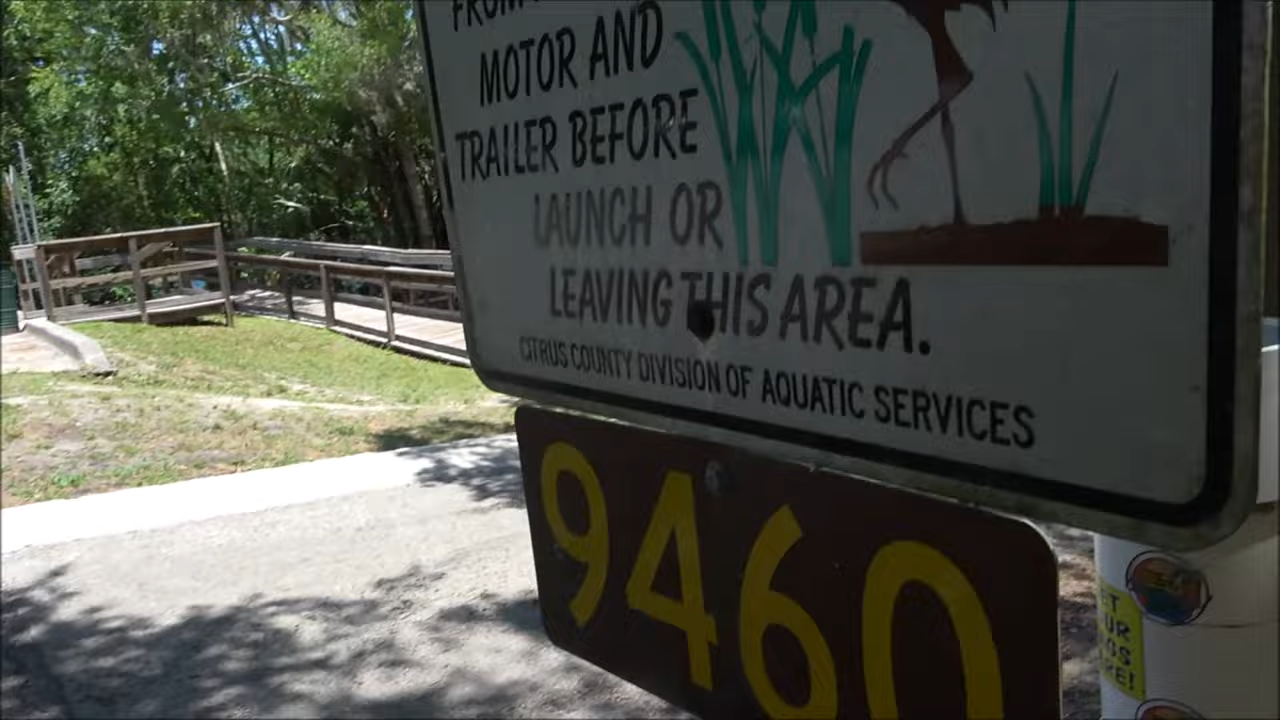 MOTOR AND
TRAILER BEFORE
LAUNCH OR
LEAVING THIS AREA.
CITRUS COUNTY DIVISION OF AQUATIC SERVICES
9460